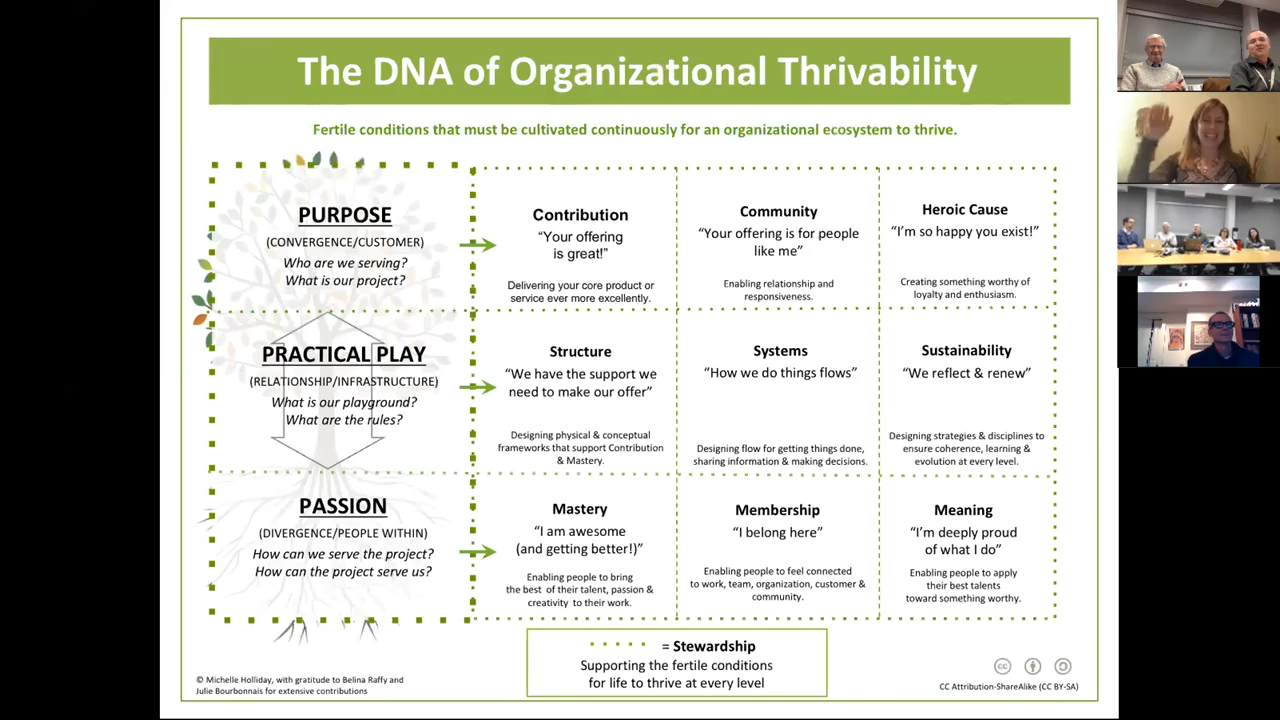 The DNA of Organizational Thrivability
Fertile conditions that must be cultivated continuously for an organizational ecosystem to thrive.
PURPOSE
(CONVERGENCE/CUSTOMER)
Who are we serving?
What is our project?
Contribution
“Your offering
is great!”
Delivering your core product or
service ever more excellently.
Community
“Your offering is for people
like me”
Enabling relationship and
responsiveness.
Heroic Cause
“I’m so happy you exist!”
Creating something worthy of
loyalty and enthusiasm.
PRACTICAL PLAY
(RELATIONSHIP/INFRASTRUCTURE)
What is our playground?
What are the rules?
Structure
“We have the support we
need to make our offer”
Designing physical & conceptual
frameworks that support Contribution
& Mastery.
Systems
“How we do things flows”
Designing flow for getting things done,
sharing information & making decisions.
Sustainability
“We reflect & renew”
Designing strategies & disciplines to
ensure coherence, learning &
evolution at every level.
PASSION
(DIVERGENCE/PEOPLE WITHIN)
How can we serve the project?
How can the project serve us?
Mastery
“I am awesome
(and getting better!)”
Enabling people to bring
the best of their talent, passion &
creativity to their work.
Membership
“I belong here”
Enabling people to feel connected
to work, team, organization, customer &
community.
Meaning
“I’m deeply proud
of what I do”
Enabling people to apply
their best talents
toward something worthy.
= Stewardship
Supporting the fertile conditions
for life to thrive at every level
© Michelle Holliday, with gratitude to Belina Raffy and
Julie Bourbonnais for extensive contributions
cc
CC Attribution-ShareAlike (CC BY-SA)